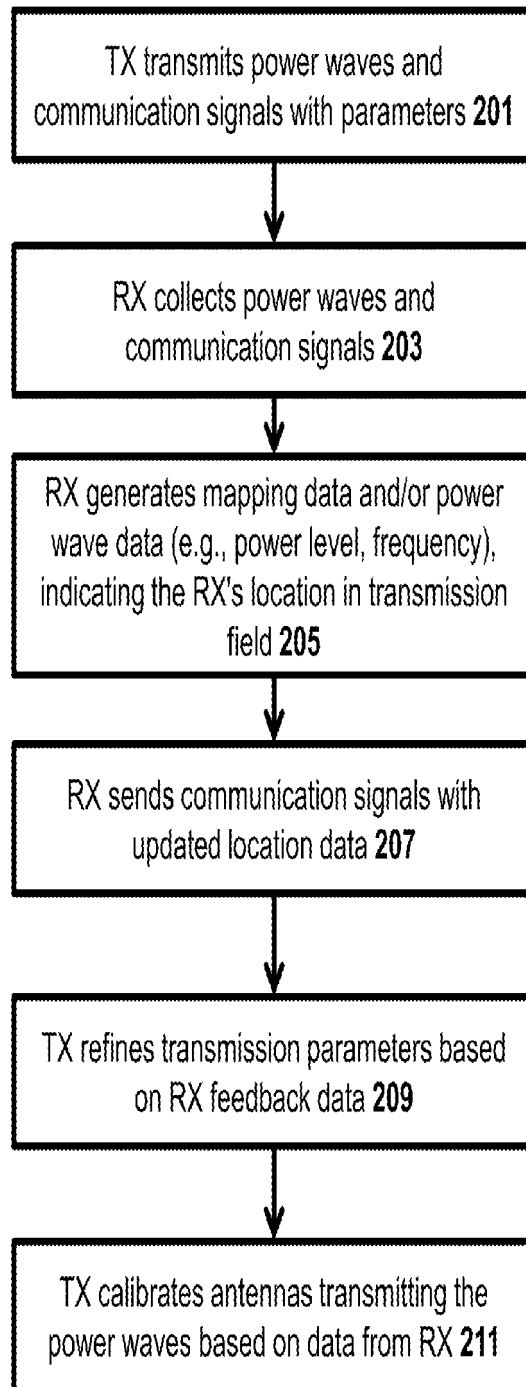 TX transmits power waves and
communication signals with parameters 201
RX collects power waves and
communication signals 203
RX generates mapping data and/or power
wave data (e.g., power level, frequency),
indicating the RX's location in transmission
field 205
RX sends communication signals with
updated location data 207
TX refines transmission parameters based
on RX feedback data 209
TX calibrates antennas transmitting the
power waves based on data from RX 211